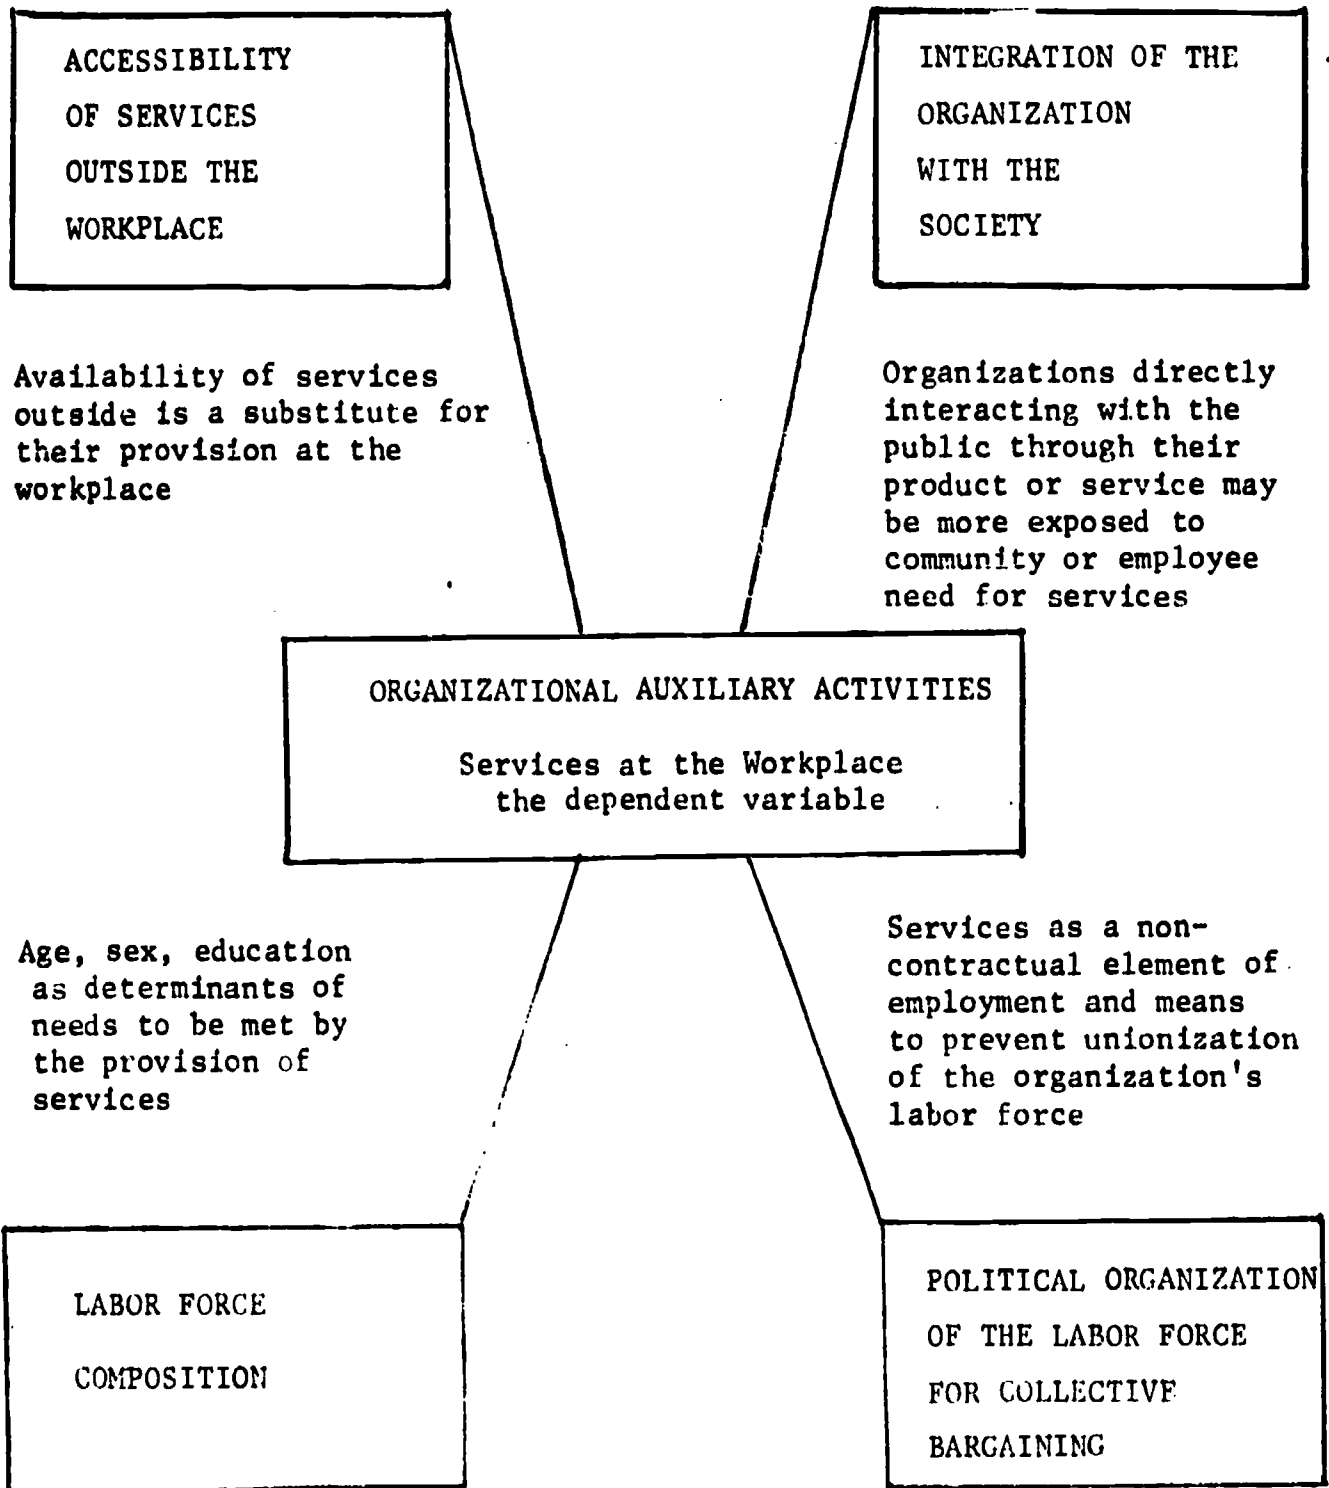 ACCESSIBILITY
OF SERVICES
OUTSIDE THE
WORKPLACE
INTEGRATION OF THE
ORGANIZATION
WITH THE
SOCIETY
Availability of services
outside is a substitute for
their provision at the
workplace
Organizations directly
interacting with the
public through their
product or service may
be more exposed to
community or employee
need for services
ORGANIZATIONAL AUXILIARY ACTIVITIES
Services at the Workplace
the dependent variable
Age, sex, education
as determinants of
needs to be met by
the provision of
services
Services as a non-
contractual element of
employment and means
to prevent unionization
of the organization's
labor force
LABOR FORCE
COMPOSITION
POLITICAL ORGANIZATION
OF THE LABOR FORCE
FOR COLLECTIVE
BARGAINING